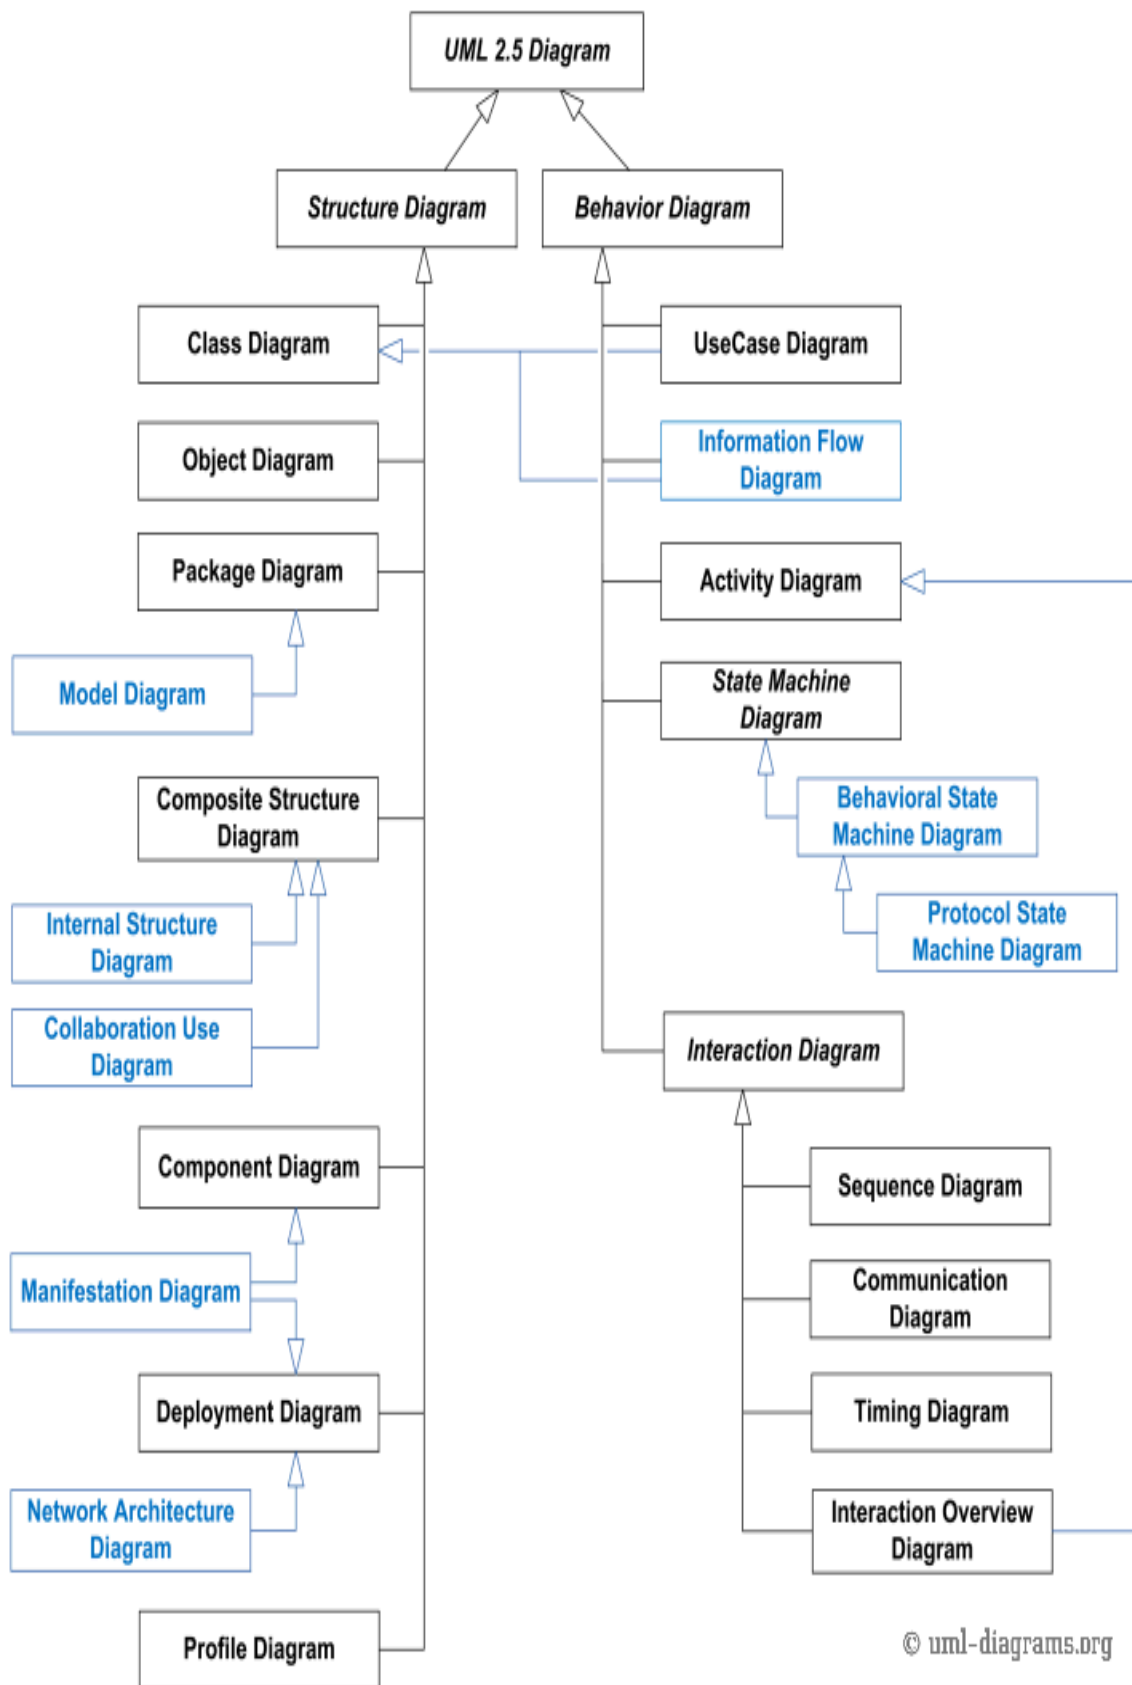 UML 2.5 Diagram
Structure Diagram
Behavior Diagram
Class Diagram
UseCase Diagram
Object Diagram
Information Flow
Diagram
Package Diagram
Activity Diagram
Model Diagram
State Machine
Diagram
Composite Structure
Diagram
Behavioral State
Machine Diagram
Internal Structure
Diagram
Protocol State
Machine Diagram
Collaboration Use
Diagram
Interaction Diagram
Component Diagram
Sequence Diagram
Manifestation Diagram
Communication
Diagram
Deployment Diagram
Timing Diagram
Network Architecture
Diagram
Interaction Overview
Diagram
Profile Diagram
© uml-diagrams.org